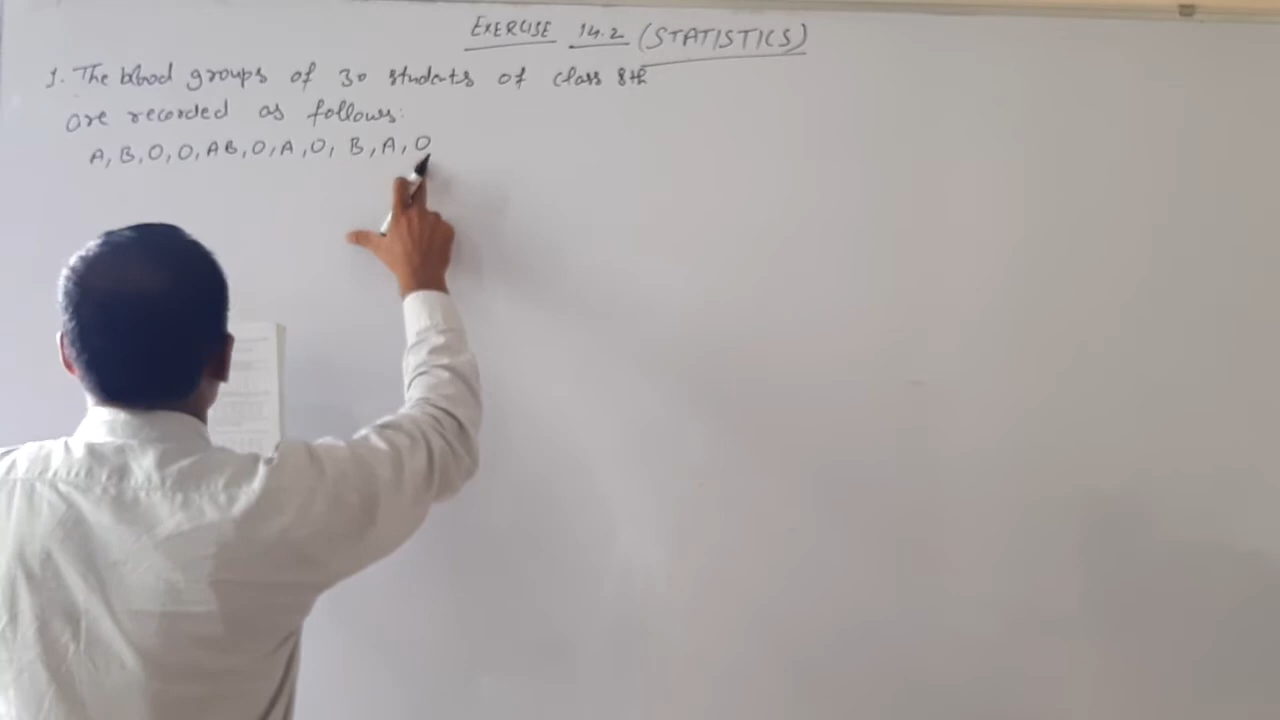 EXERCISE 14.2 (STATISTICS)
1. The blood groups of 30 students of class 8th
are recorded as follows:
A, B, O, O, AB, O, A, O, B, A, O